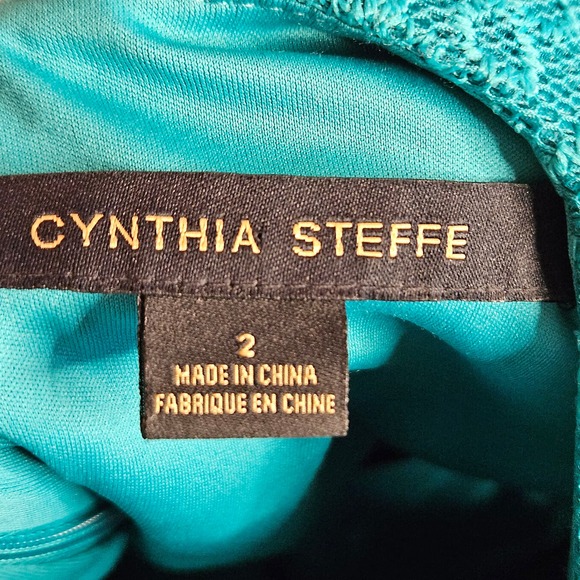 CYNTHIA STEFFE
2
MADE IN CHINA
FABRIQUE EN CHINE